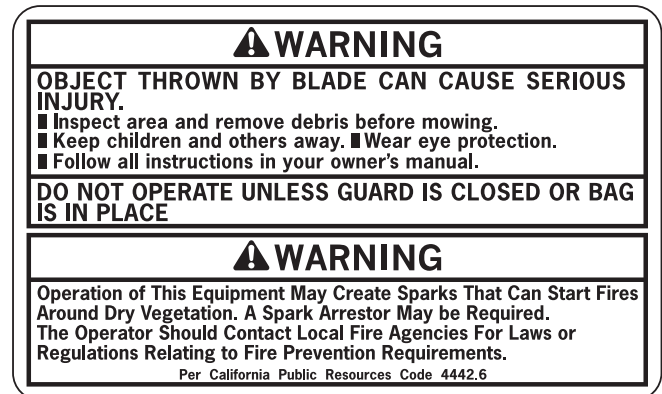 WARNING
OBJECT THROWN BY BLADE CAN CAUSE SERIOUS
INJURY.
■ Inspect area and remove debris before mowing.
■ Keep children and others away. ■ Wear eye protection.
■ Follow all instructions in your owner's manual.
DO NOT OPERATE UNLESS GUARD IS CLOSED OR BAG
IS IN PLACE
WARNING
Operation of This Equipment May Create Sparks That Can Start Fires
Around Dry Vegetation. A Spark Arrestor May be Required.
The Operator Should Contact Local Fire Agencies For Laws or
Regulations Relating to Fire Prevention Requirements.
Per California Public Resources Code 4442.6